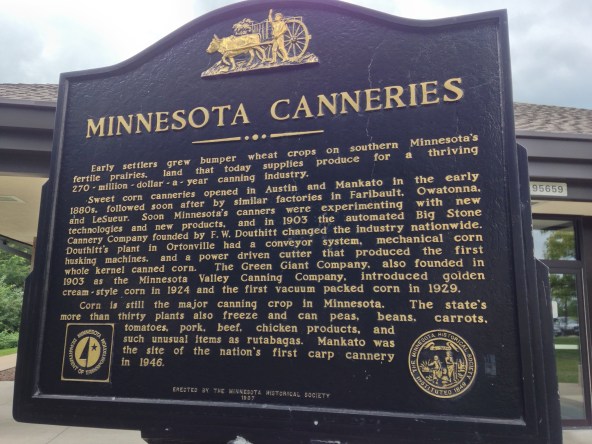 MINNESOTA CANNERIES
Early settlers grew bumper wheat crops on southern Minnesota's
fertile prairies, land that today supplies produce for a thriving
270-million-dollar-a-year canning industry.
Sweet corn canneries opened in Austin and Mankato in the early
1880s, followed soon after by similar factories in Faribault, Owatonna,
and LeSueur. Soon Minnesota's canners were experimenting with new
technologies and new products, and in 1903 the automated Big Stone
Cannery Company founded by F. W. Douthitt changed the industry nationwide.
Douthitt's plant in Ortonville had a conveyor system, mechanical corn
husking machines, and a power driven cutter that produced the first
whole kernel canned corn. The Green Giant Company, also founded in
1903 as the Minnesota Valley Canning Company, introduced golden
cream-style corn in 1924 and the first vacuum packed corn in 1929.
Corn is still the major canning crop in Minnesota. The state's
more than thirty plants also freeze and can peas, beans, carrots,
tomatoes, pork, beef, chicken products, and
such unusual items as rutabagas. Mankato was
the site of the nation's first carp cannery
in 1946.
ERECTED BY THE MINNESOTA HISTORICAL SOCIETY
95659